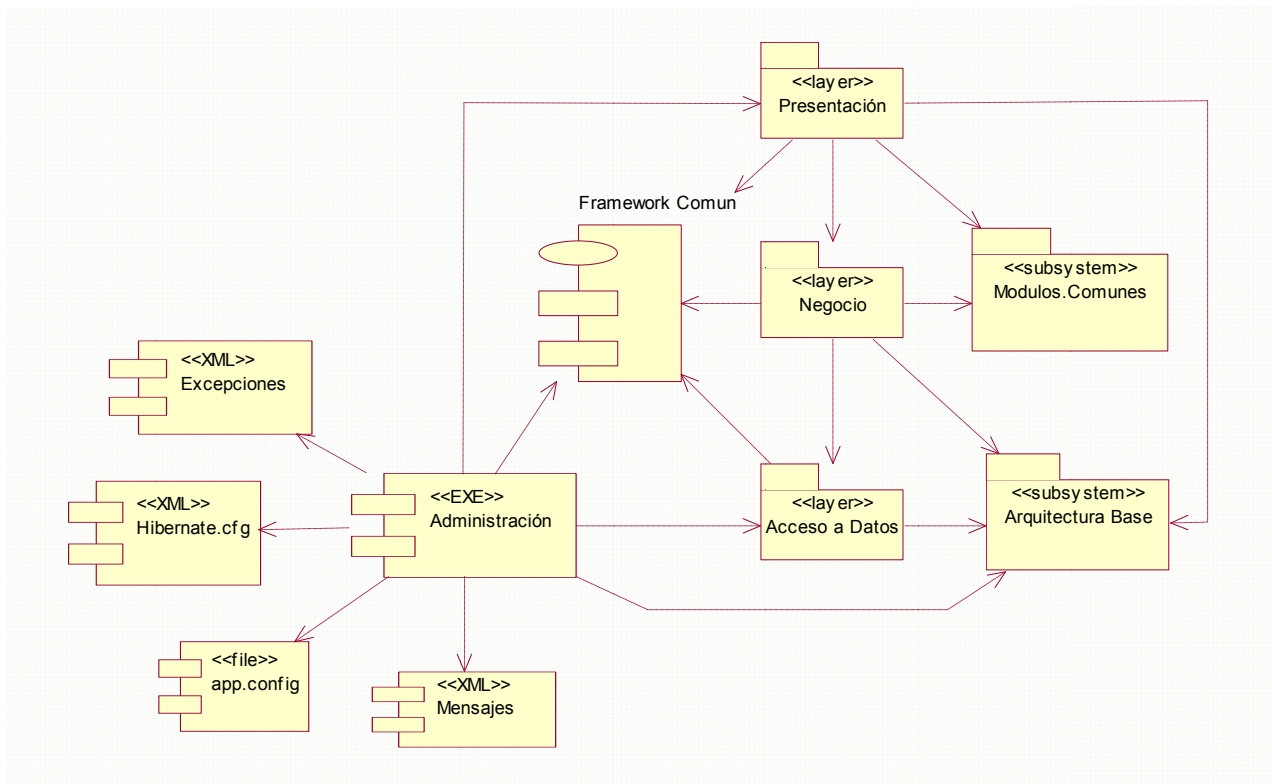 <<layer>>
Presentación
Framework Comun
<<layer>>
Negocio
<<subsystem>>
Modulos.Comunes
<<XML>>
Excepciones
<<XML>>
Hibernate.cfg
<<EXE>>
Administración
<<layer>>
Acceso a Datos
<<subsystem>>
Arquitectura Base
<<file>>
app.config
<<XML>>
Mensajes